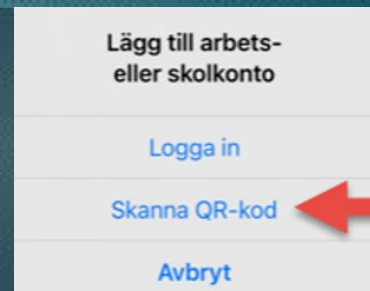 Lägg till arbets-
eller skolkonto
Logga in
Skanna QR-kod
Avbryt